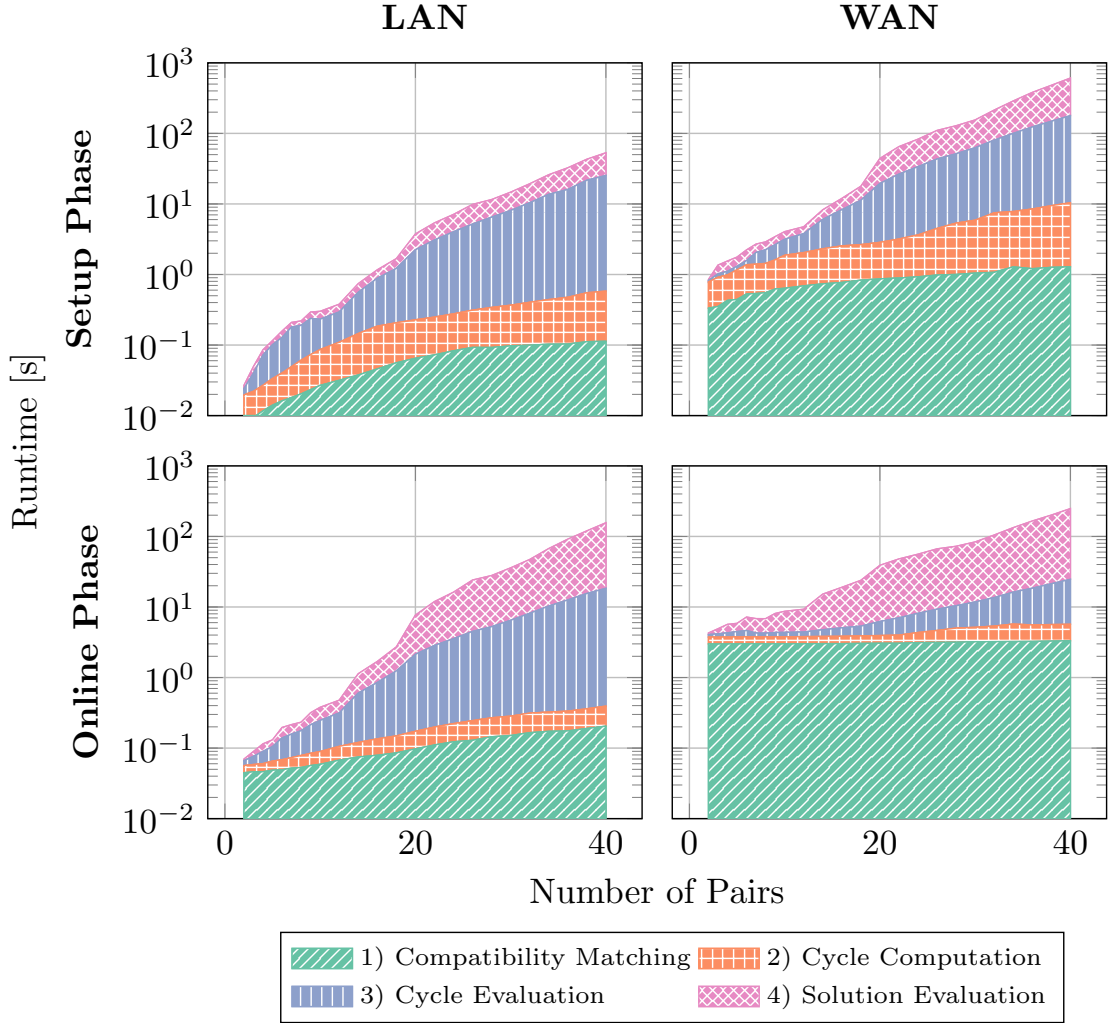 LAN WAN
10^3 10^2 10^1 10^0 10^−1 10^−2
Setup Phase
Runtime [s]
10^3 10^2 10^1 10^0 10^−1 10^−2
Online Phase
0 20 40 0 20 40
Number of Pairs
1) Compatibility Matching 2) Cycle Computation
3) Cycle Evaluation 4) Solution Evaluation